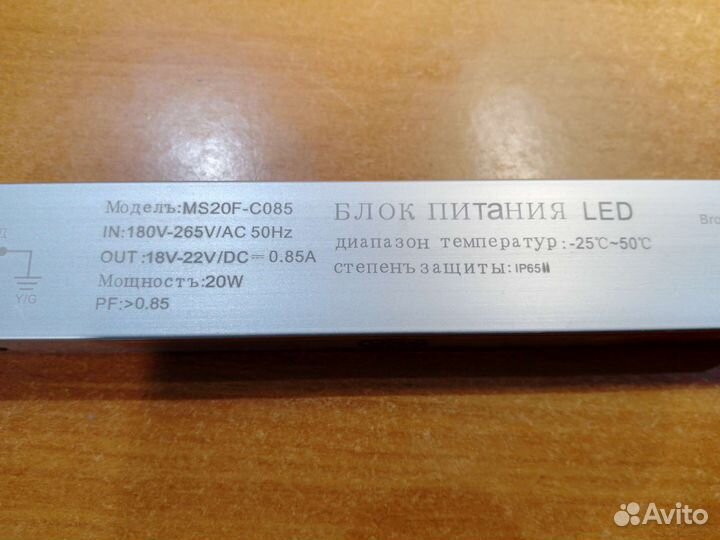 Моделъ:MS20F-C085
IN:180V-265V/AC 50Hz
OUT :18V-22V/DC⎓ 0.85A
Мощностъ:20W
PF:>0.85
Y/G
БЛОК ПИТАНИЯ LED
диапазон температур:-25℃~50℃
степенъ защиты: IP65
Avito